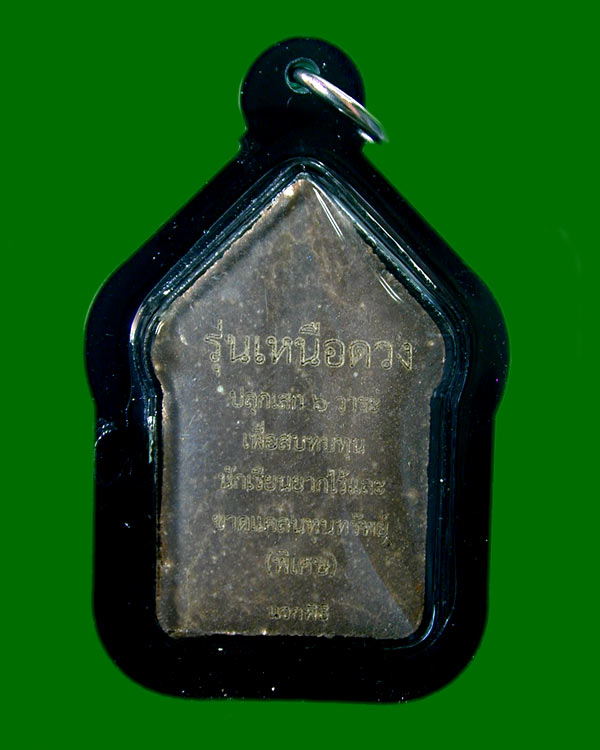 รุ่นเหนือดวง
ปลุกเสก ๖ วาระ
เพื่อสมทบทุน
นักเรียนยากไร้และ
ขาดแคลนทุนทรัพย์
(พิเศษ)
นอกพิธี